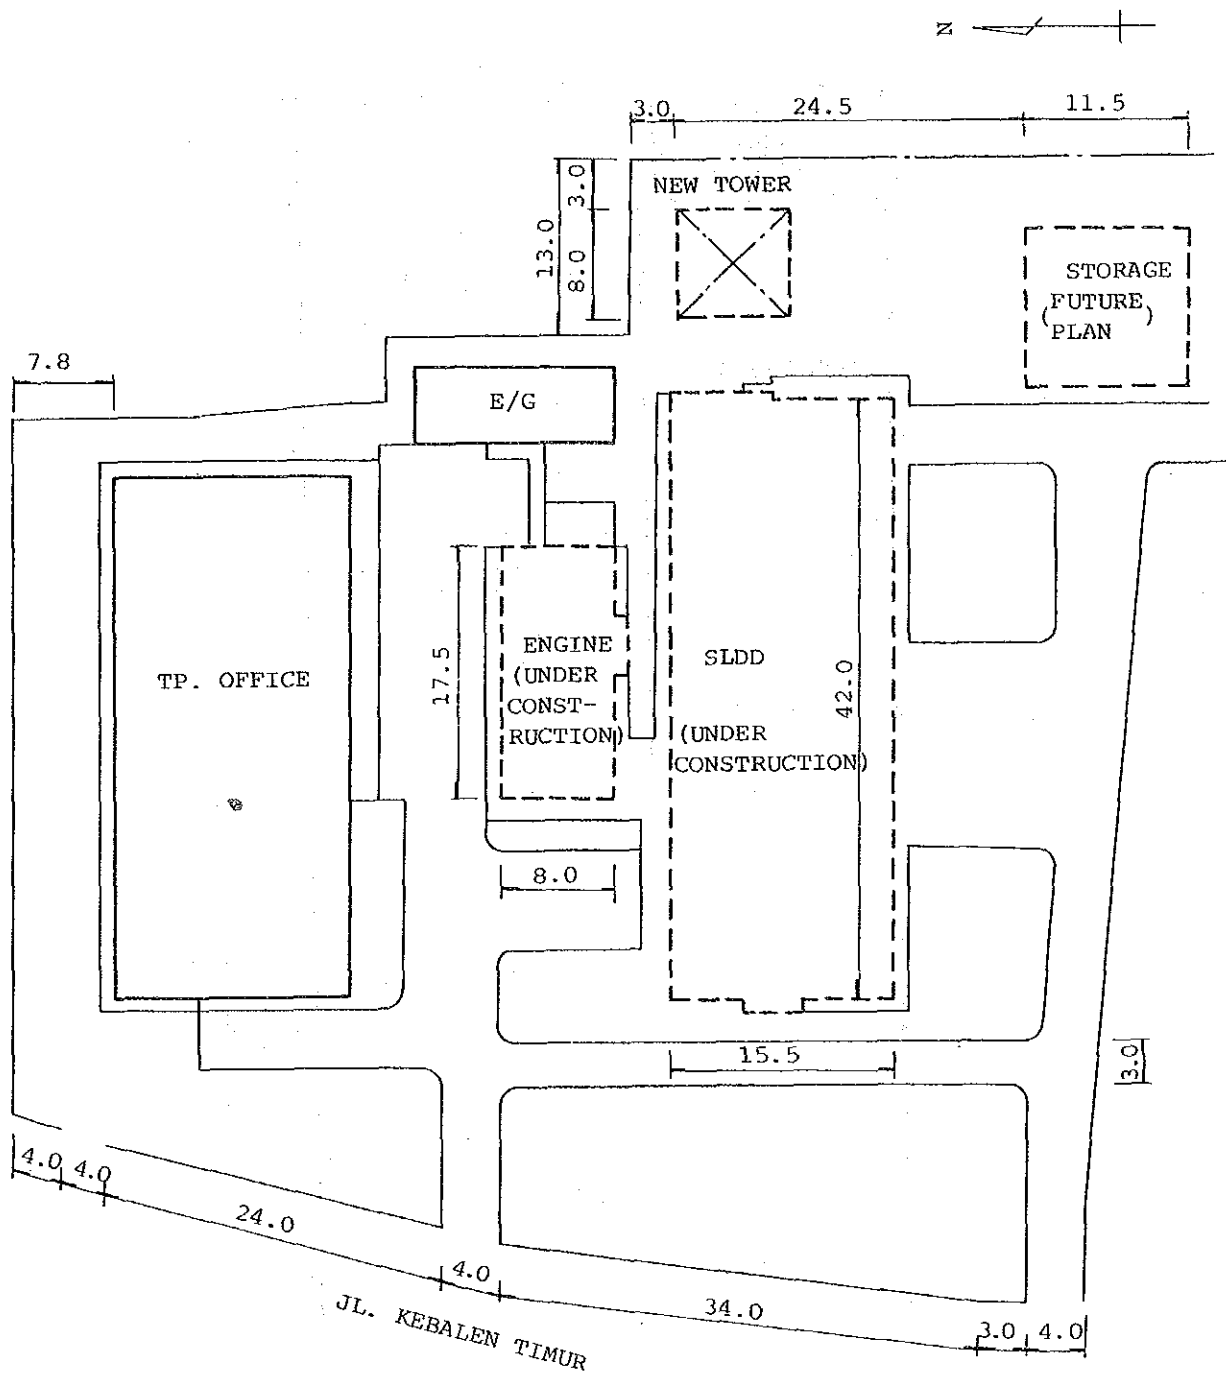 N
3.0 24.5 11.5
NEW TOWER
3.0
13.0
8.0
STORAGE
(FUTURE)
PLAN
7.8
E/G
17.5
ENGINE
(UNDER
CONST-
RUCTION)
TP. OFFICE
SLDD
42.0
(UNDER
CONSTRUCTION)
8.0
15.5
3.0
4.0 4.0
24.0
4.0
34.0
3.0 4.0
JL. KEBALEN TIMUR